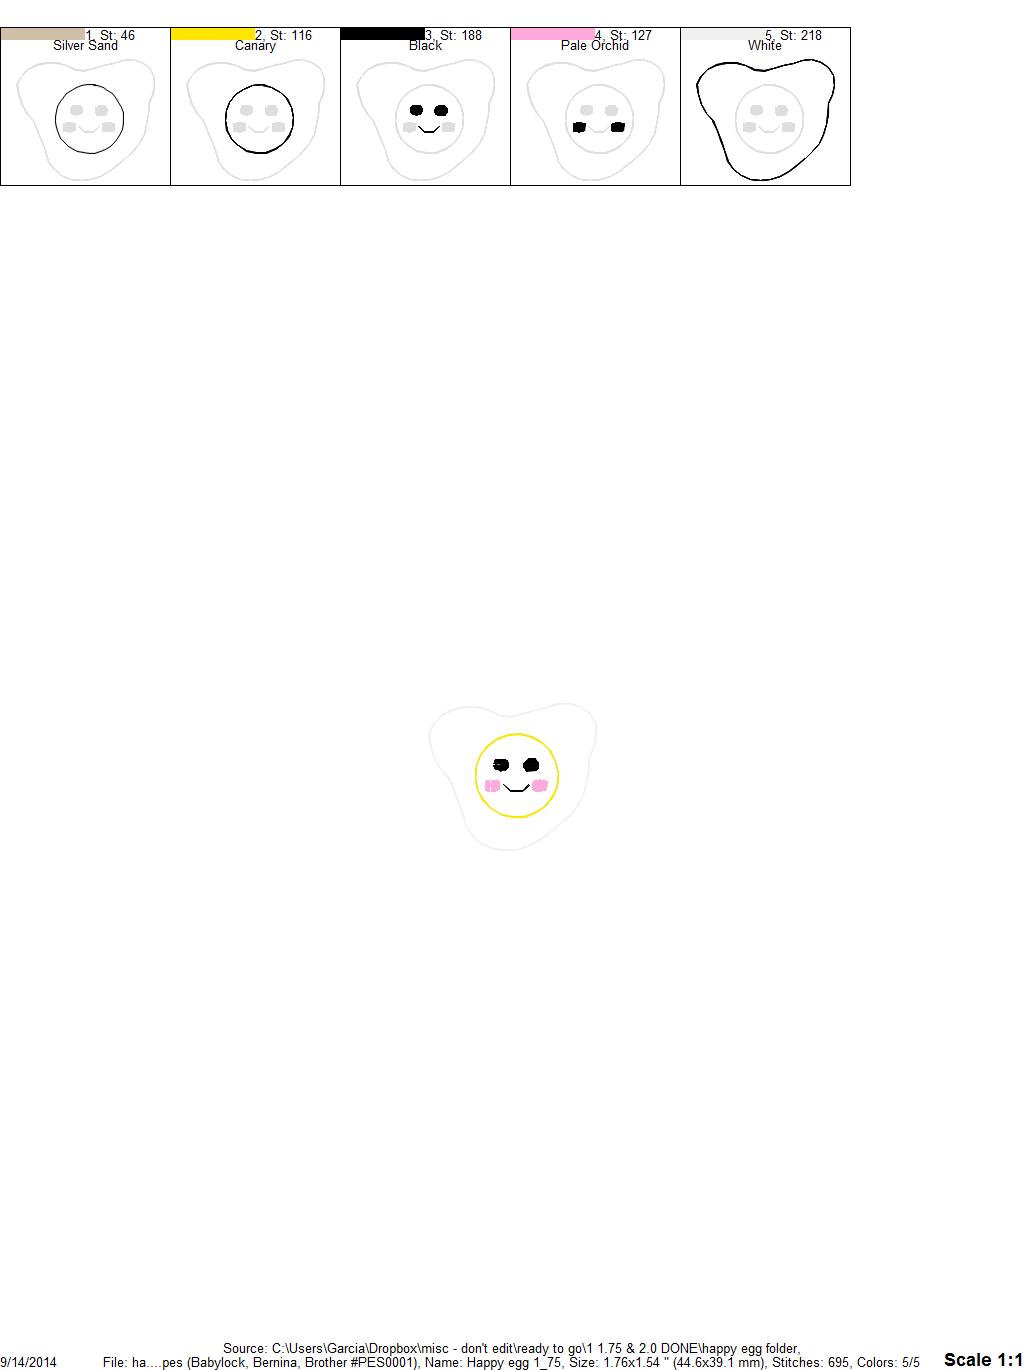 1, St: 46
Silver Sand
2, St: 116
Canary
3, St: 188
Black
4, St: 127
Pale Orchid
5, St: 218
White
Source: C:\Users\Garcia\Dropbox\misc - don't edit\ready to go\1 1.75 & 2.0 DONE\happy egg folder,
9/14/2014 File: ha....pes (Babylock, Bernina, Brother #PES0001), Name: Happy egg 1_75, Size: 1.76x1.54 " (44.6x39.1 mm), Stitches: 695, Colors: 5/5 Scale 1:1